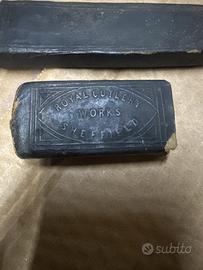 ROYAL CUTLERY
WORKS
SHEFFIELD
subito